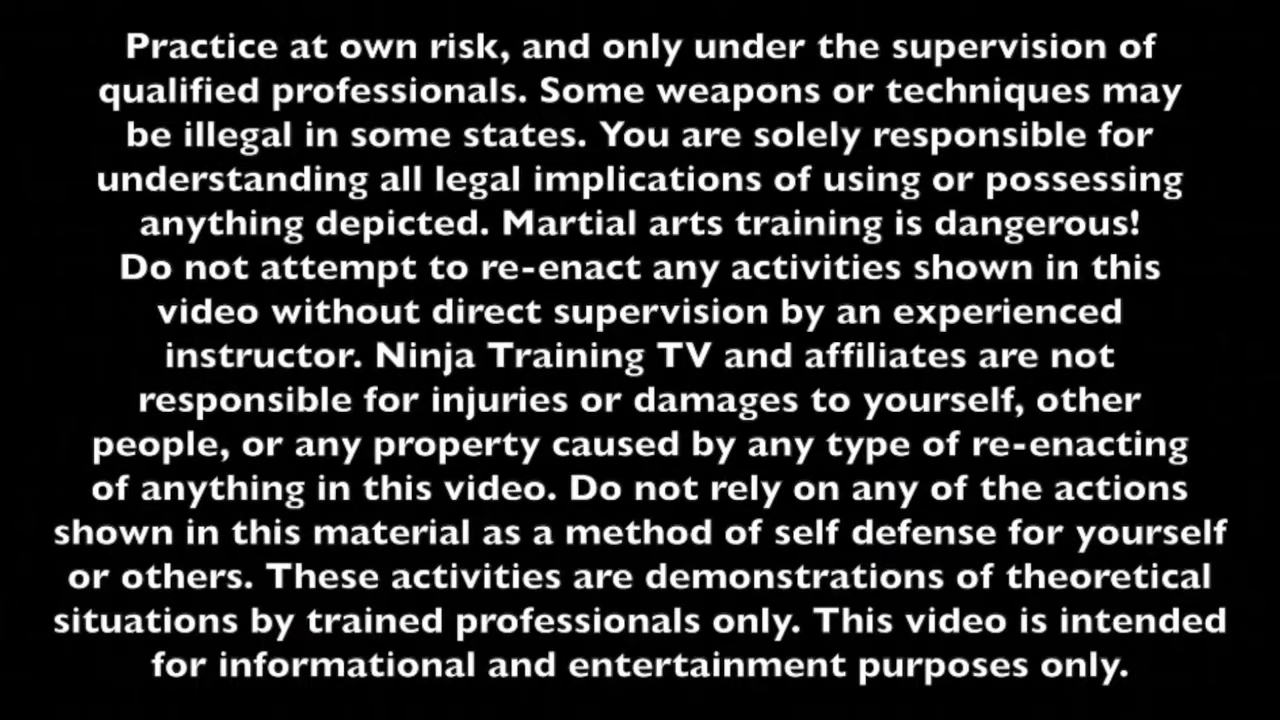 Practice at own risk, and only under the supervision of
qualified professionals. Some weapons or techniques may
be illegal in some states. You are solely responsible for
understanding all legal implications of using or possessing
anything depicted. Martial arts training is dangerous!
Do not attempt to re-enact any activities shown in this
video without direct supervision by an experienced
instructor. Ninja Training TV and affiliates are not
responsible for injuries or damages to yourself, other
people, or any property caused by any type of re-enacting
of anything in this video. Do not rely on any of the actions
shown in this material as a method of self defense for yourself
or others. These activities are demonstrations of theoretical
situations by trained professionals only. This video is intended
for informational and entertainment purposes only.